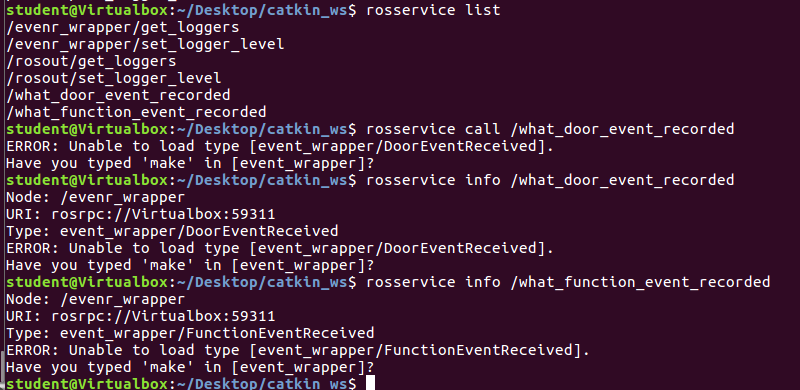 student@Virtualbox:~/Desktop/catkin_ws$ rosservice list
/evenr_wrapper/get_loggers
/evenr_wrapper/set_logger_level
/rosout/get_loggers
/rosout/set_logger_level
/what_door_event_recorded
/what_function_event_recorded
student@Virtualbox:~/Desktop/catkin_ws$ rosservice call /what_door_event_recorded
ERROR: Unable to load type [event_wrapper/DoorEventReceived].
Have you typed 'make' in [event_wrapper]?
student@Virtualbox:~/Desktop/catkin_ws$ rosservice info /what_door_event_recorded
Node: /evenr_wrapper
URI: rosrpc://Virtualbox:59311
Type: event_wrapper/DoorEventReceived
ERROR: Unable to load type [event_wrapper/DoorEventReceived].
Have you typed 'make' in [event_wrapper]?
student@Virtualbox:~/Desktop/catkin_ws$ rosservice info /what_function_event_recorded
Node: /evenr_wrapper
URI: rosrpc://Virtualbox:59311
Type: event_wrapper/FunctionEventReceived
ERROR: Unable to load type [event_wrapper/FunctionEventReceived].
Have you typed 'make' in [event_wrapper]?
student@Virtualbox:~/Desktop/catkin_ws$